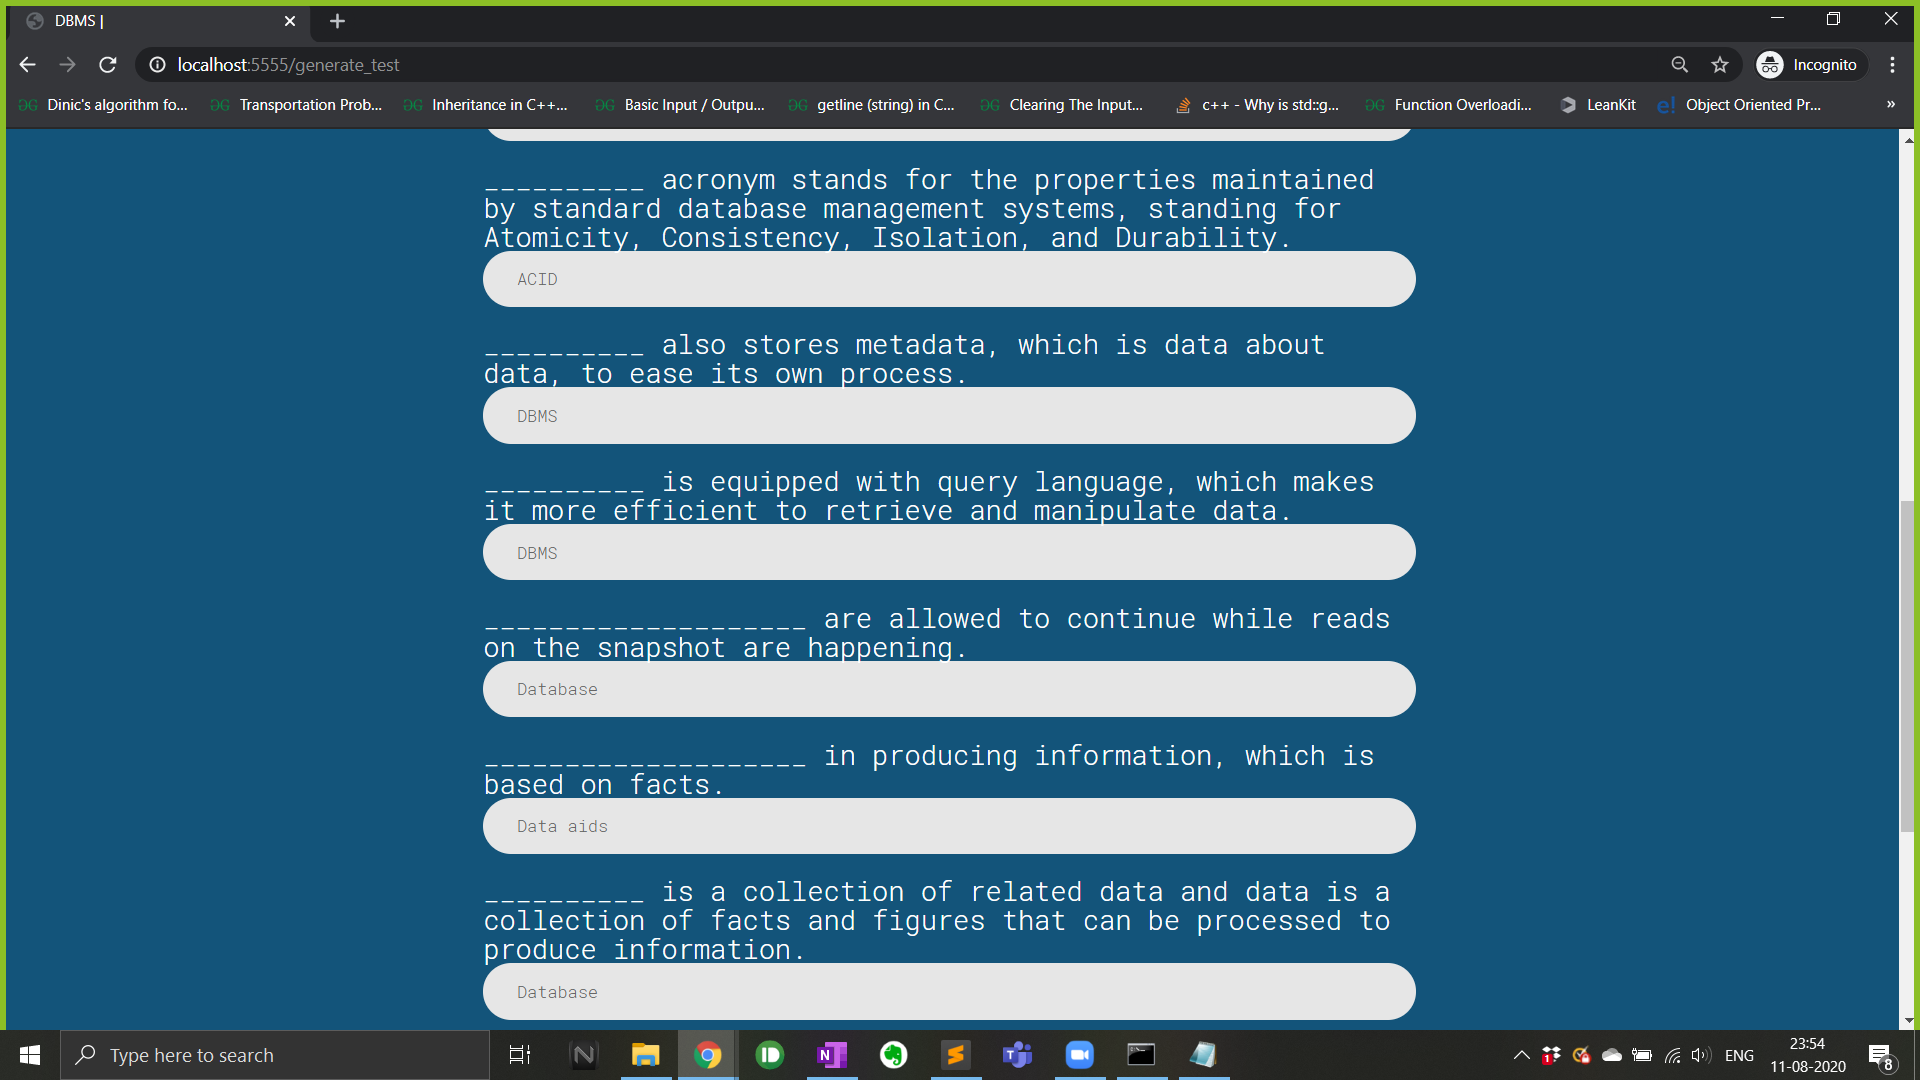 DBMS |
localhost:5555/generate_test
Incognito
Dinic's algorithm fo...
Transportation Prob...
Inheritance in C++...
Basic Input / Outpu...
getline (string) in C...
Clearing The Input...
c++ - Why is std::g...
Function Overloadi...
LeanKit
Object Oriented Pr...
»
__________ acronym stands for the properties maintained
by standard database management systems, standing for
Atomicity, Consistency, Isolation, and Durability.
ACID
__________ also stores metadata, which is data about
data, to ease its own process.
DBMS
__________ is equipped with query language, which makes
it more efficient to retrieve and manipulate data.
DBMS
____________________ are allowed to continue while reads
on the snapshot are happening.
Database
____________________ in producing information, which is
based on facts.
Data aids
__________ is a collection of related data and data is a
collection of facts and figures that can be processed to
produce information.
Database
Type here to search
ENG
23:54
11-08-2020
8